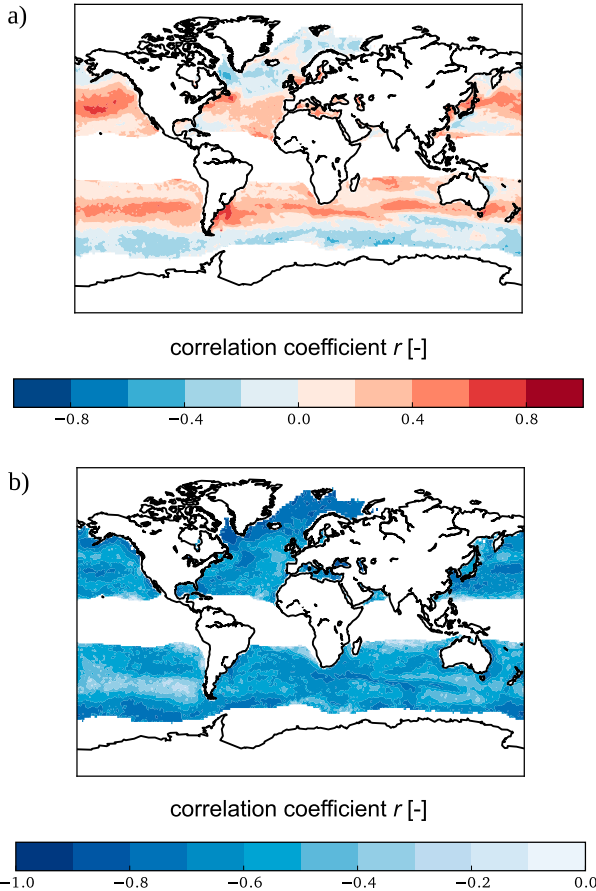 a)
correlation coefficient r [-]
−0.8 −0.4 0.0 0.4 0.8
b)
correlation coefficient r [-]
−1.0 −0.8 −0.6 −0.4 −0.2 0.0